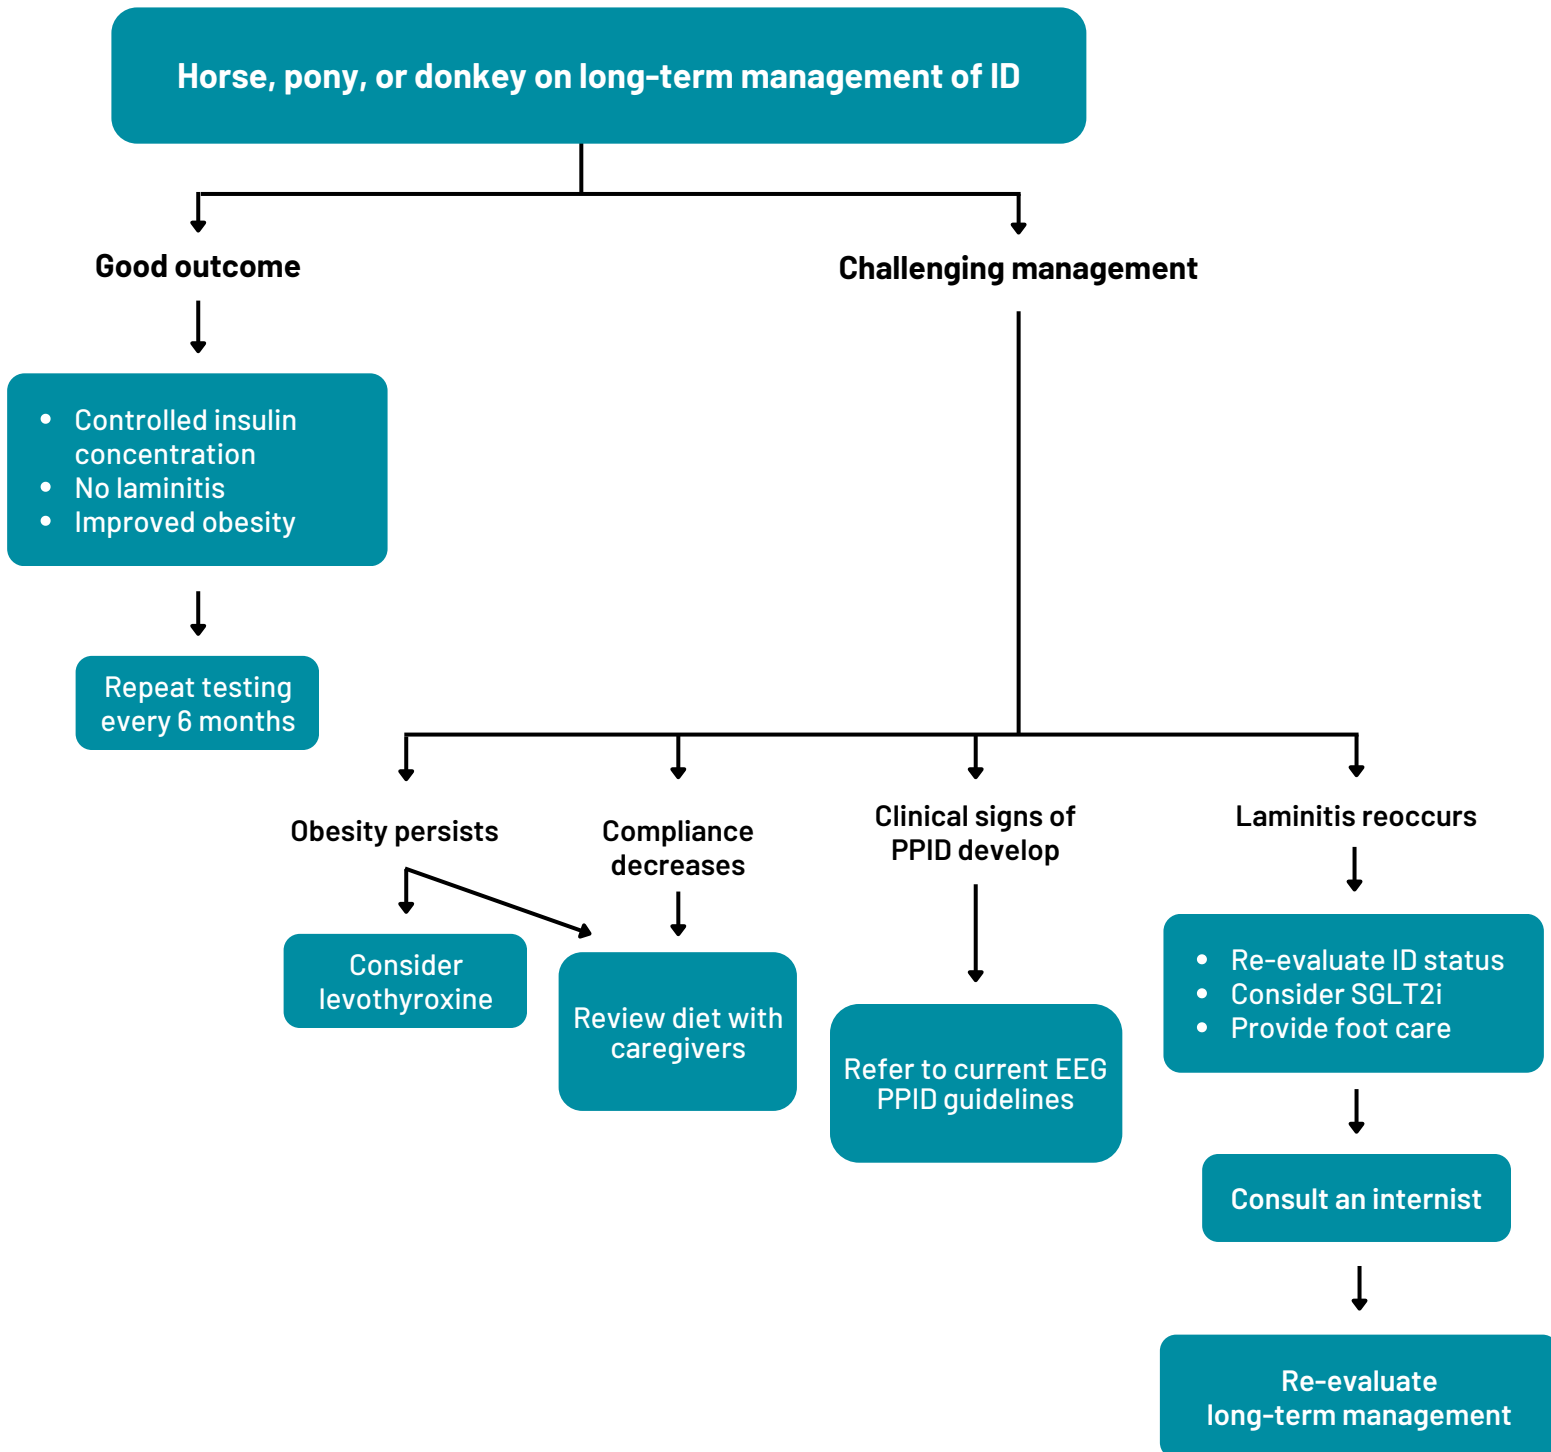 Horse, pony, or donkey on long-term management of ID
Good outcome
Challenging management
• Controlled insulin
concentration
• No laminitis
• Improved obesity
Repeat testing
every 6 months
Obesity persists
Compliance
decreases
Clinical signs of
PPID develop
Laminitis reoccurs
Consider
levothyroxine
Review diet with
caregivers
Refer to current EEG
PPID guidelines
• Re-evaluate ID status
• Consider SGLT2i
• Provide foot care
Consult an internist
Re-evaluate
long-term management